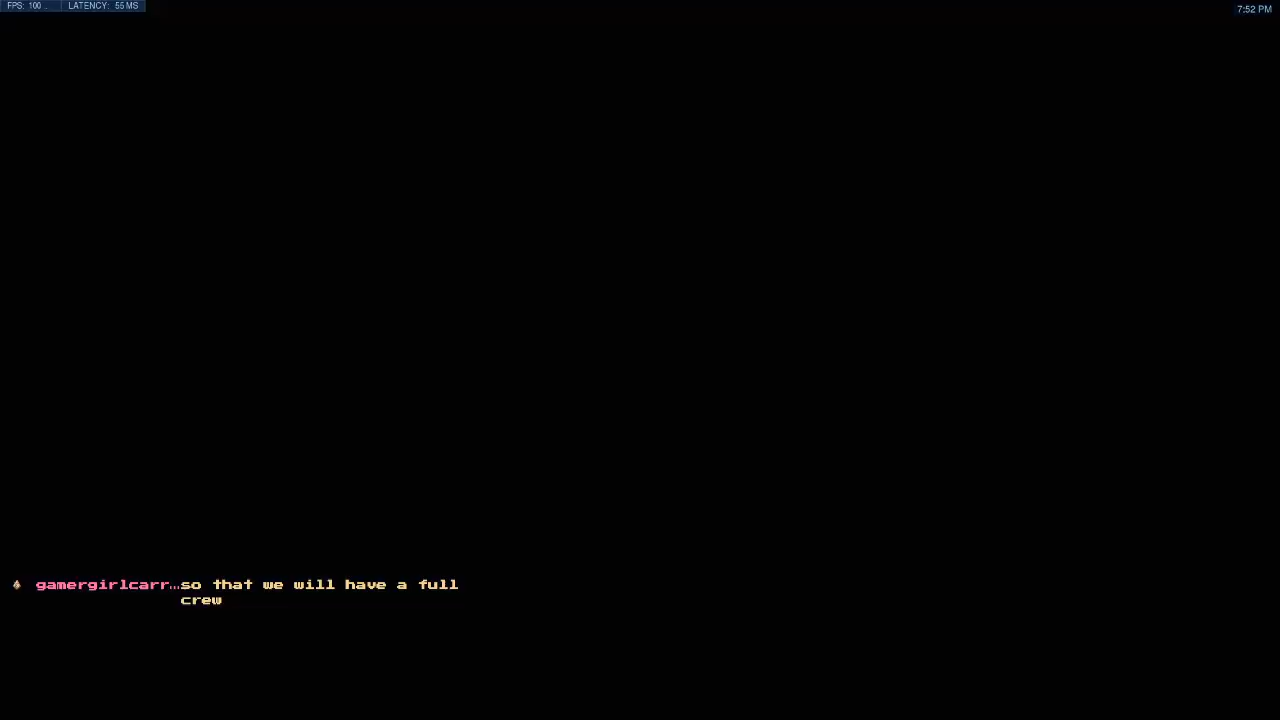 FPS: 100 … LATENCY: 55 MS
7:52 PM
gamergirlcarr…so that we will have a full
crew